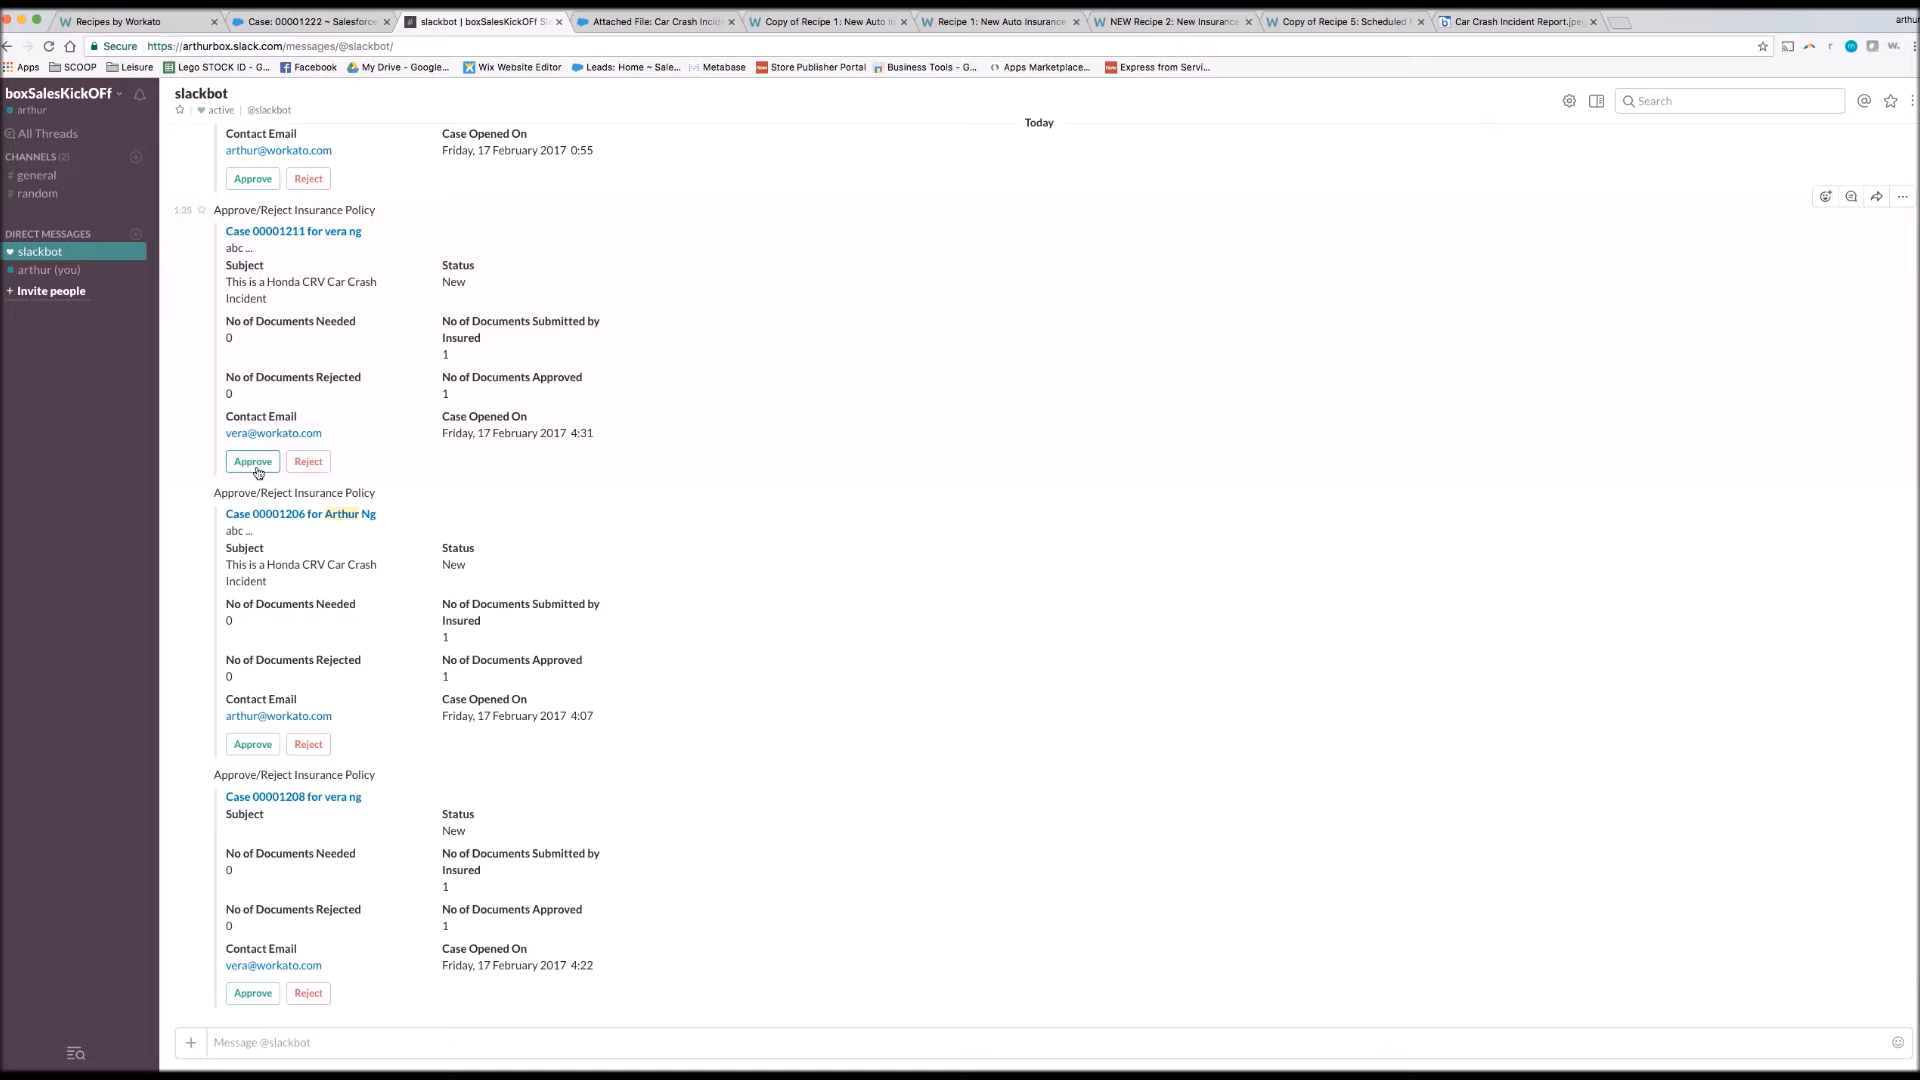 Recipes by Workato
Case: 00001222 ~ Salesforce
slackbot | boxSalesKickOFf Sl
Attached File: Car Crash Incid
Copy of Recipe 1: New Auto In
Recipe 1: New Auto Insurance
NEW Recipe 2: New Insurance
Copy of Recipe 5: Scheduled
Car Crash Incident Report.jpe
arthur
Secure https://arthurbox.slack.com/messages/@slackbot/
Apps SCOOP Leisure Lego STOCK ID - G... Facebook My Drive - Google... Wix Website Editor Leads: Home ~ Sale... Metabase Store Publisher Portal Business Tools - G... Apps Marketplace... Express from Servi...
boxSalesKickOFf
arthur
All Threads
CHANNELS (2)
# general
# random
DIRECT MESSAGES
slackbot
arthur (you)
+ Invite people
slackbot
active | @slackbot
Search
Today
Contact Email Case Opened On
arthur@workato.com Friday, 17 February 2017 0:55
Approve Reject
1:35 Approve/Reject Insurance Policy
Case 00001211 for vera ng
abc ...
Subject Status
This is a Honda CRV Car Crash New
Incident
No of Documents Needed No of Documents Submitted by
0 Insured
1
No of Documents Rejected No of Documents Approved
0 1
Contact Email Case Opened On
vera@workato.com Friday, 17 February 2017 4:31
Approve Reject
Approve/Reject Insurance Policy
Case 00001206 for Arthur Ng
abc ...
Subject Status
This is a Honda CRV Car Crash New
Incident
No of Documents Needed No of Documents Submitted by
0 Insured
1
No of Documents Rejected No of Documents Approved
0 1
Contact Email Case Opened On
arthur@workato.com Friday, 17 February 2017 4:07
Approve Reject
Approve/Reject Insurance Policy
Case 00001208 for vera ng
Subject Status
New
No of Documents Needed No of Documents Submitted by
0 Insured
1
No of Documents Rejected No of Documents Approved
0 1
Contact Email Case Opened On
vera@workato.com Friday, 17 February 2017 4:22
Approve Reject
Message @slackbot